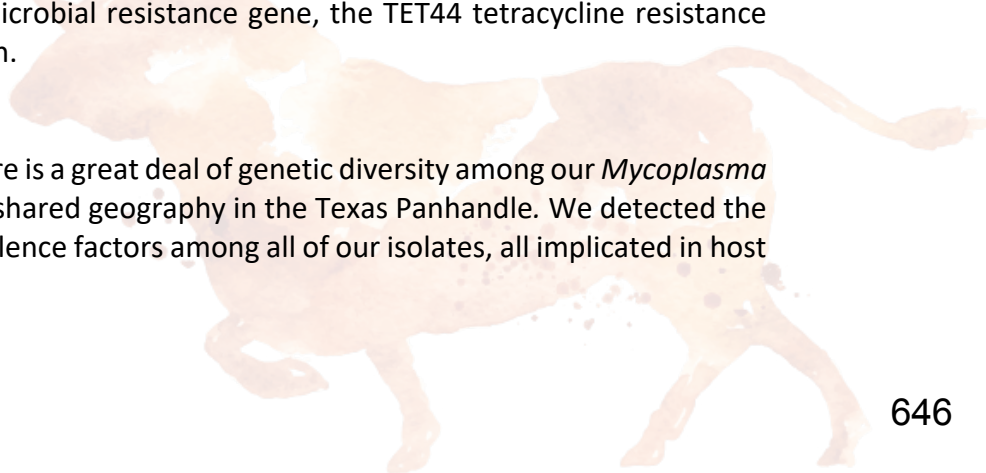 icrobial resistance gene, the TET44 tetracycline resistance
n.
re is a great deal of genetic diversity among our Mycoplasma
shared geography in the Texas Panhandle. We detected the
lence factors among all of our isolates, all implicated in host
646